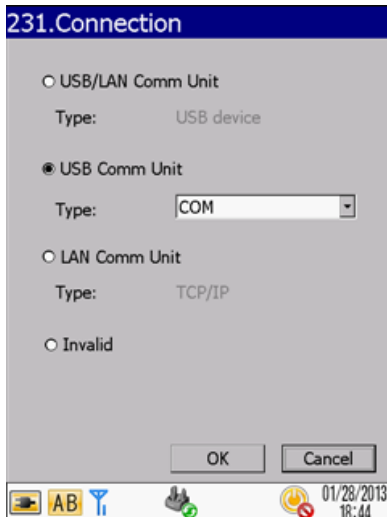 231.Connection
USB/LAN Comm Unit
Type: USB device
USB Comm Unit
Type: COM
LAN Comm Unit
Type: TCP/IP
Invalid
OK Cancel
AB 01/28/2013
18:44